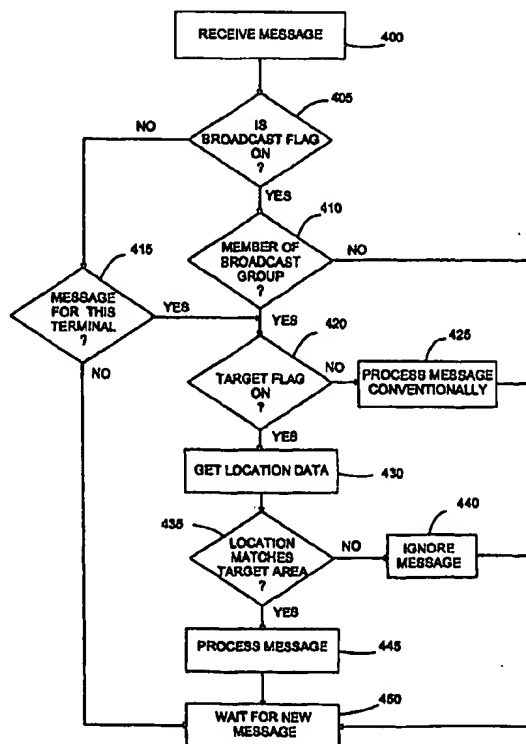 RECEIVE MESSAGE
400
405
NO
IS
BROADCAST FLAG
ON
?
YES
410
MEMBER OF
BROADCAST
GROUP
?
NO
415
MESSAGE
FOR THIS
TERMINAL
?
YES
YES
NO
420
TARGET FLAG
ON
?
NO
425
PROCESS MESSAGE
CONVENTIONALLY
YES
GET LOCATION DATA
430
435
LOCATION
MATCHES
TARGET AREA
?
NO
440
IGNORE
MESSAGE
YES
PROCESS MESSAGE
445
WAIT FOR NEW
MESSAGE
450